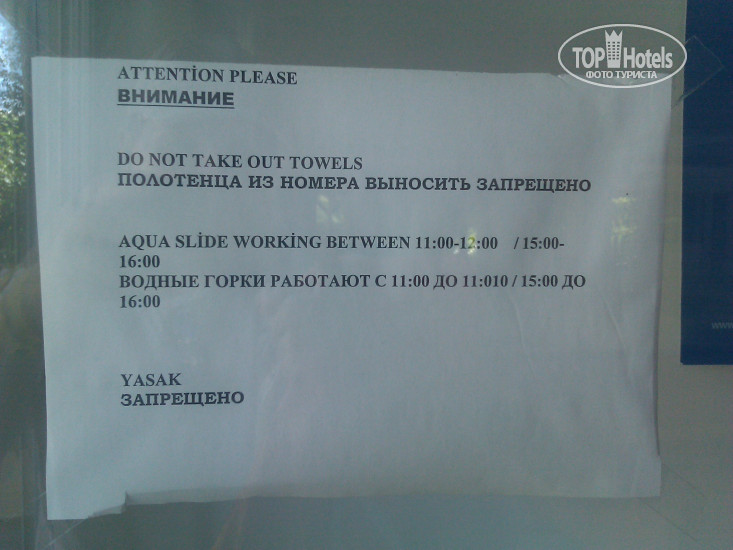 TOP Hotels
ФОТО ТУРИСТА
ATTENTİON PLEASE
ВНИМАНИЕ
DO NOT TAKE OUT TOWELS
ПОЛОТЕНЦА ИЗ НОМЕРА ВЫНОСИТЬ ЗАПРЕЩЕНО
AQUA SLİDE WORKİNG BETWEEN 11:00-12:00 / 15:00-
16:00
ВОДНЫЕ ГОРКИ РАБОТАЮТ С 11:00 ДО 11:010 / 15:00 ДО
16:00
YASAK
ЗАПРЕЩЕНО